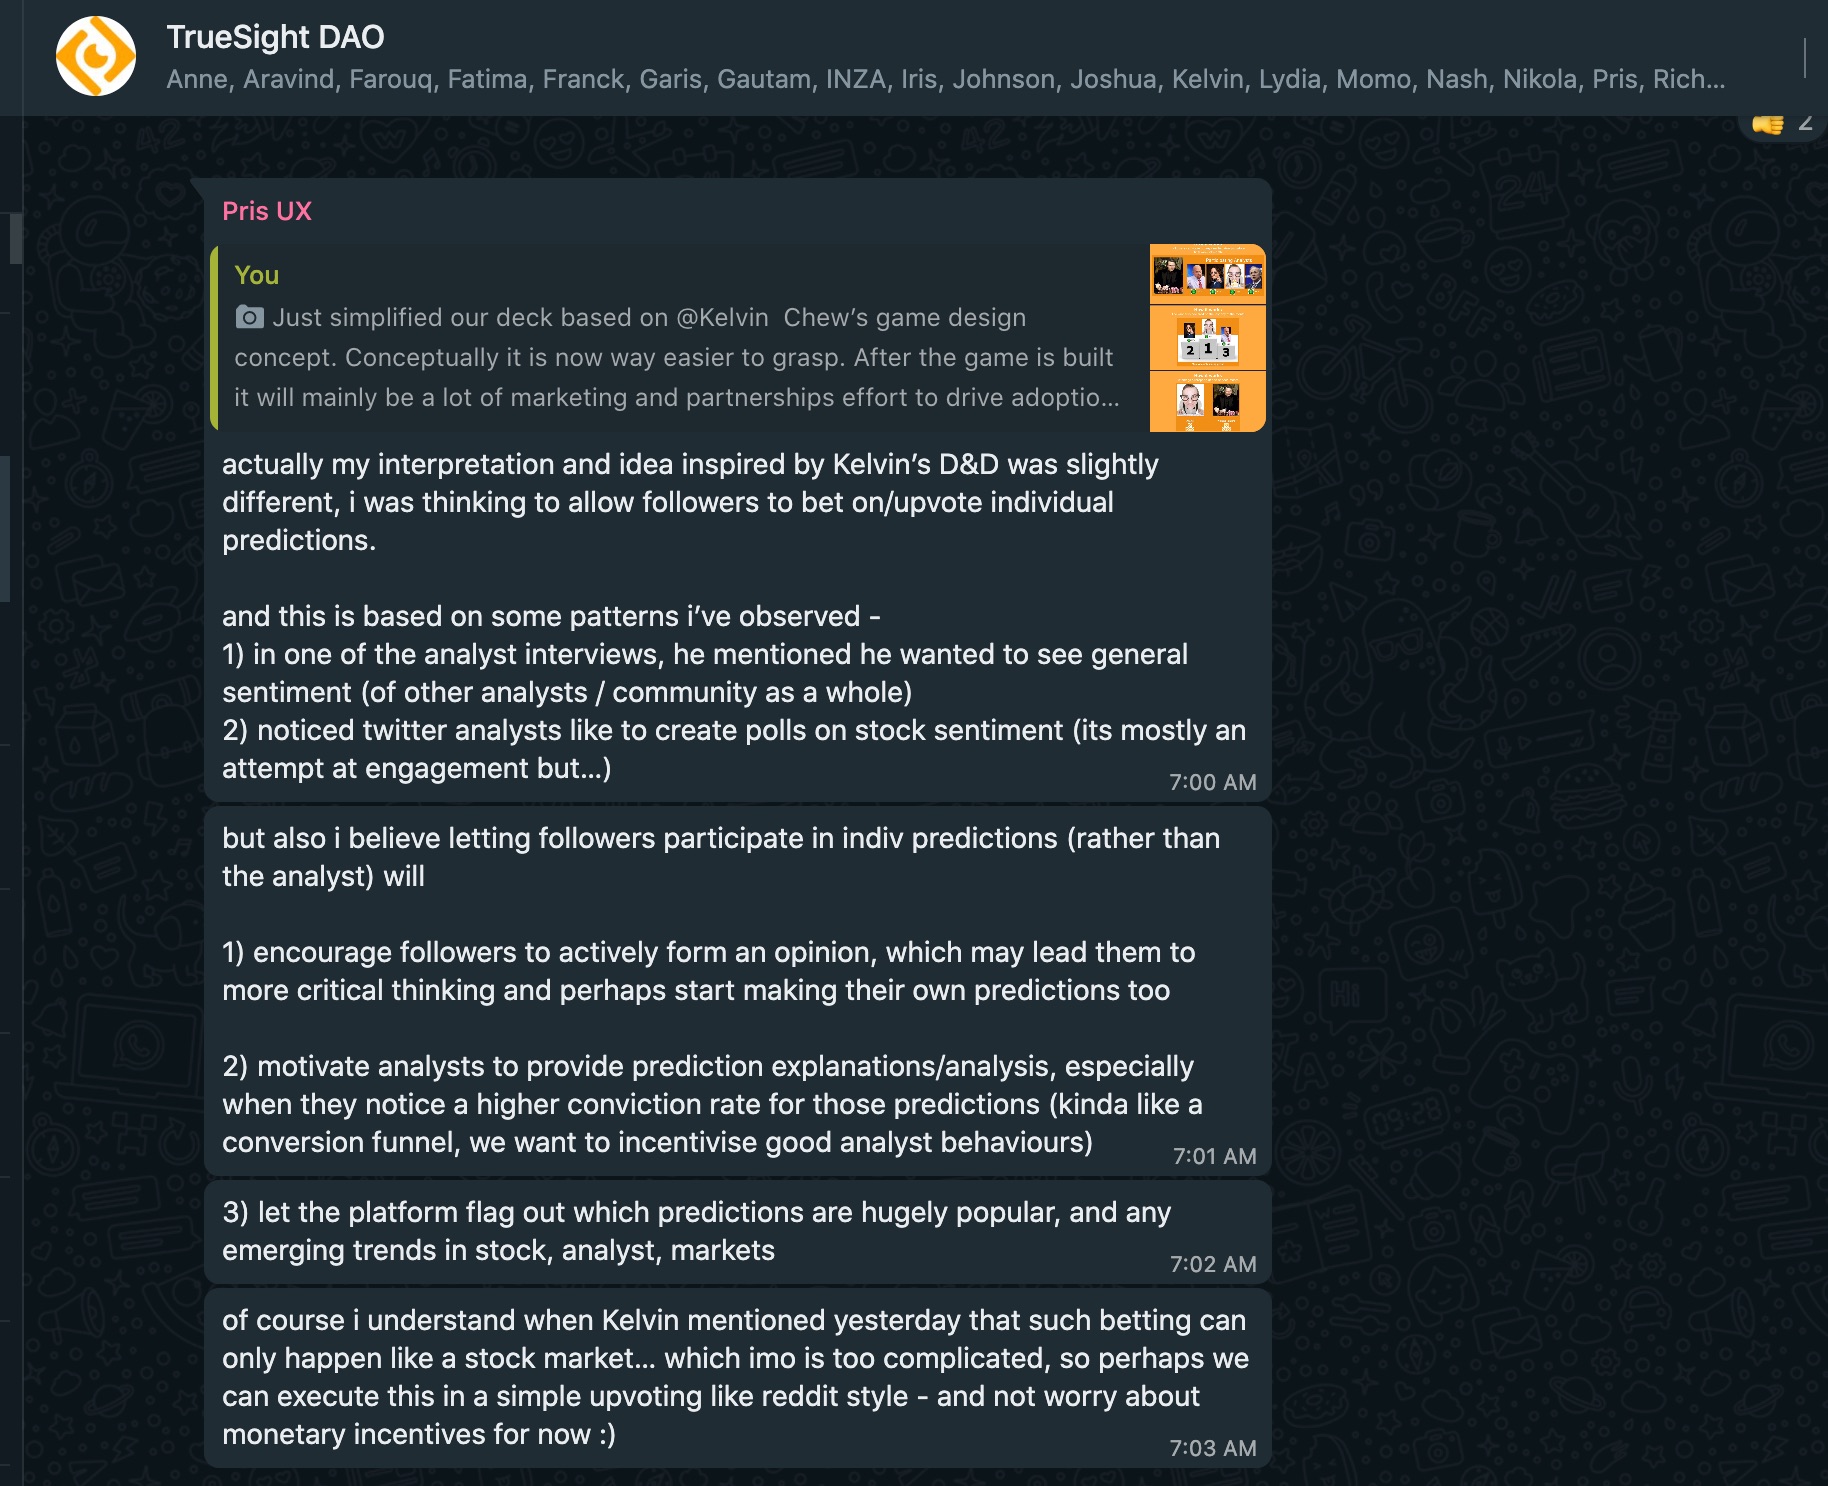 TrueSight DAO
Anne, Aravind, Farouq, Fatima, Franck, Garis, Gautam, INZA, Iris, Johnson, Joshua, Kelvin, Lydia, Momo, Nash, Nikola, Pris, Rich...
2
Pris UX
You
Just simplified our deck based on @Kelvin Chew’s game design
concept. Conceptually it is now way easier to grasp. After the game is built
it will mainly be a lot of marketing and partnerships effort to drive adoptio...
2 1 3
actually my interpretation and idea inspired by Kelvin’s D&D was slightly
different, i was thinking to allow followers to bet on/upvote individual
predictions.
and this is based on some patterns i’ve observed -
1) in one of the analyst interviews, he mentioned he wanted to see general
sentiment (of other analysts / community as a whole)
2) noticed twitter analysts like to create polls on stock sentiment (its mostly an
attempt at engagement but...)
7:00 AM
but also i believe letting followers participate in indiv predictions (rather than
the analyst) will
1) encourage followers to actively form an opinion, which may lead them to
more critical thinking and perhaps start making their own predictions too
2) motivate analysts to provide prediction explanations/analysis, especially
when they notice a higher conviction rate for those predictions (kinda like a
conversion funnel, we want to incentivise good analyst behaviours)
7:01 AM
3) let the platform flag out which predictions are hugely popular, and any
emerging trends in stock, analyst, markets
7:02 AM
of course i understand when Kelvin mentioned yesterday that such betting can
only happen like a stock market... which imo is too complicated, so perhaps we
can execute this in a simple upvoting like reddit style - and not worry about
monetary incentives for now :)
7:03 AM